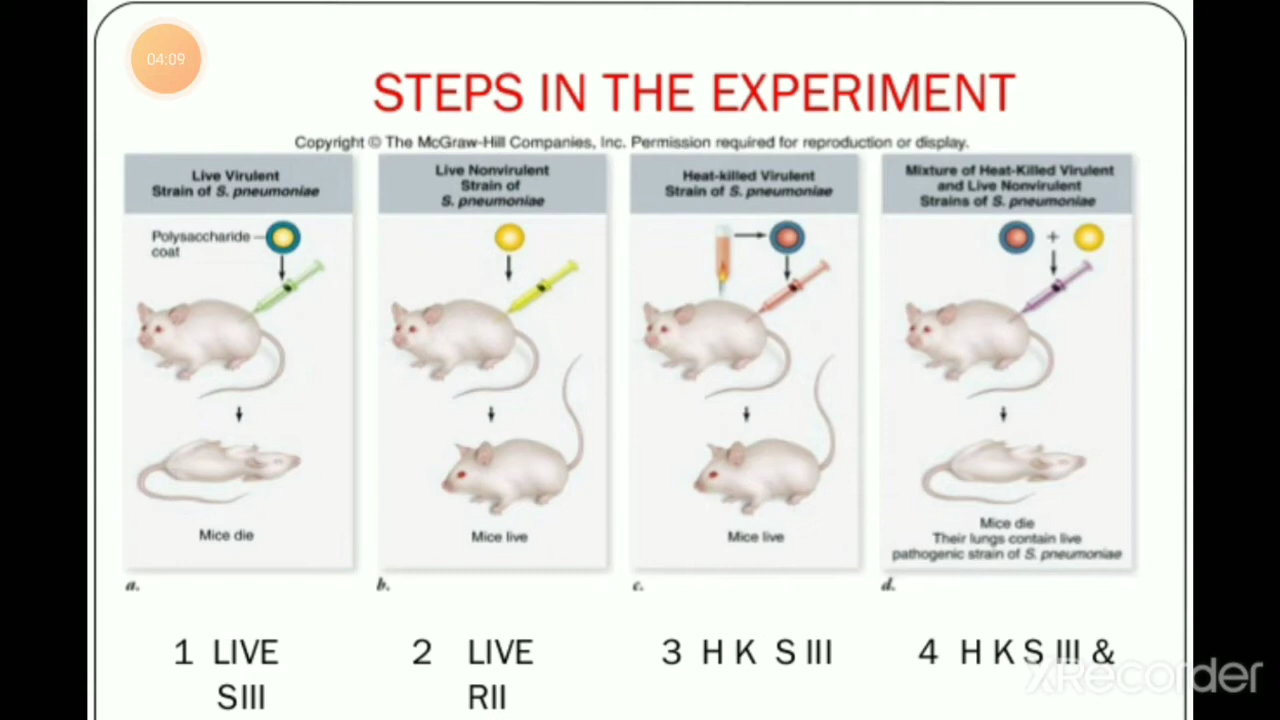 04:09
STEPS IN THE EXPERIMENT
Copyright © The McGraw-Hill Companies, Inc. Permission required for reproduction or display.
Live Virulent
Strain of S. pneumoniae
Polysaccharide
coat
Mice die
a.
Live Nonvirulent
Strain of
S. pneumoniae
Mice live
b.
Heat-killed Virulent
Strain of S. pneumoniae
Mice live
c.
Mixture of Heat-Killed Virulent
and Live Nonvirulent
Strains of S. pneumoniae
+
Mice die
Their lungs contain live
pathogenic strain of S. pneumoniae
d.
1 LIVE
SIII
2 LIVE
RII
3 H K S III
4 H K S III &
XRecorder